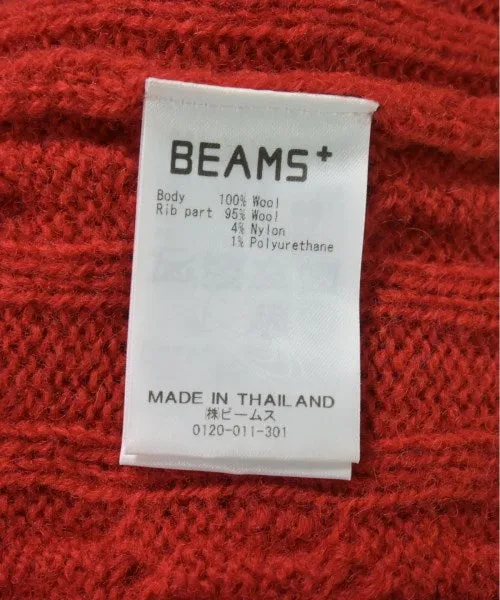 BEAMS+
Body 100% Wool
Rib part 95% Wool
4% Nylon
1% Polyurethane
MADE IN THAILAND
㈱ビームス
0120-011-301